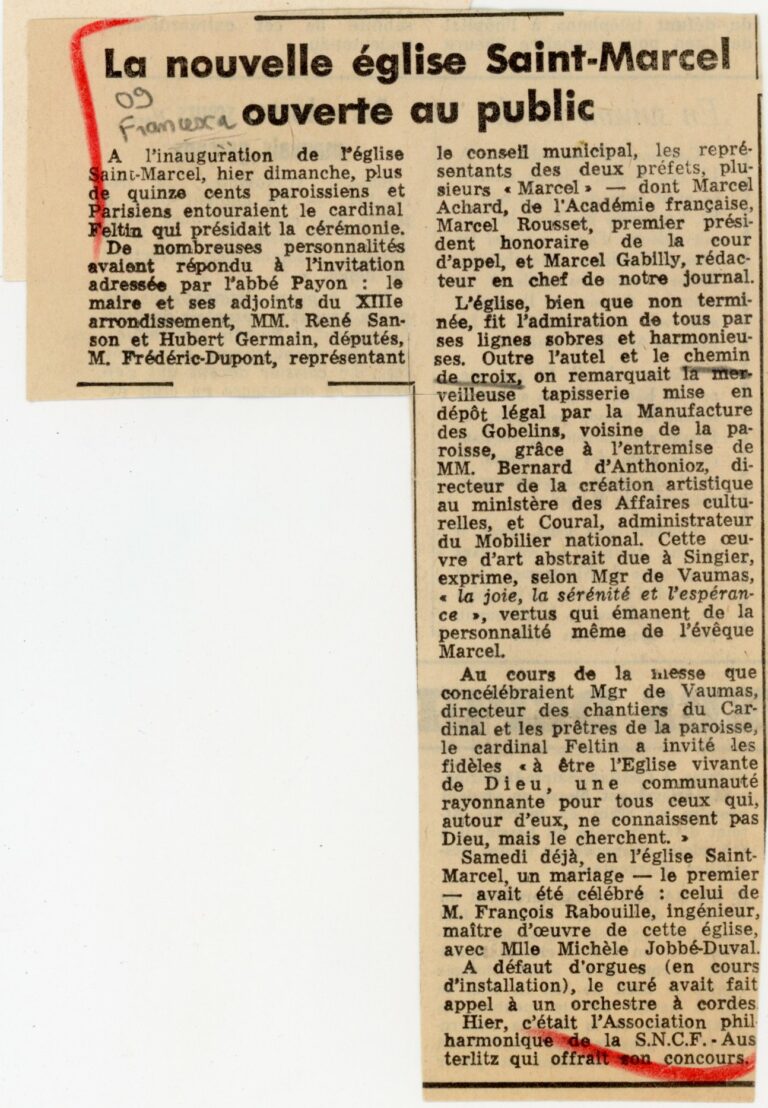 La nouvelle église Saint-Marcel
ouverte au public
09
Francesca
A l'inauguration de l'église
Saint-Marcel, hier dimanche, plus
de quinze cents paroissiens et
Parisiens entouraient le cardinal
Feltin qui présidait la cérémonie.
De nombreuses personnalités
avaient répondu à l'invitation
adressée par l'abbé Payon : le
maire et ses adjoints du XIIIe
arrondissement, MM. René San-
son et Hubert Germain, députés,
M. Frédéric-Dupont, représentant
le conseil municipal, les repré-
sentants des deux préfets, plu-
sieurs « Marcel » — dont Marcel
Achard, de l'Académie française,
Marcel Rousset, premier prési-
dent honoraire de la cour
d'appel, et Marcel Gabilly, rédac-
teur en chef de notre journal.
L'église, bien que non termi-
née, fit l'admiration de tous par
ses lignes sobres et harmonieu-
ses. Outre l'autel et le chemin
de croix, on remarquait la mer-
veilleuse tapisserie mise en
dépôt légal par la Manufacture
des Gobelins, voisine de la pa-
roisse, grâce à l'entremise de
MM. Bernard d'Anthonioz, di-
recteur de la création artistique
au ministère des Affaires cultu-
relles, et Coural, administrateur
du Mobilier national. Cette œu-
vre d'art abstrait due à Singier,
exprime, selon Mgr de Vaumas,
« la joie, la sérénité et l'espéran-
ce », vertus qui émanent de la
personnalité même de l'évêque
Marcel.
Au cours de la messe que
concélébraient Mgr de Vaumas,
directeur des chantiers du Car-
dinal et les prêtres de la paroisse,
le cardinal Feltin a invité les
fidèles « à être l'Eglise vivante
de Dieu, une communauté
rayonnante pour tous ceux qui,
autour d'eux, ne connaissent pas
Dieu, mais le cherchent. »
Samedi déjà, en l'église Saint-
Marcel, un mariage — le premier
— avait été célébré : celui de
M. François Rabouille, ingénieur,
maître d'œuvre de cette église,
avec Mlle Michèle Jobbé-Duval.
A défaut d'orgues (en cours
d'installation), le curé avait fait
appel à un orchestre à cordes
Hier, c'était l'Association phil
harmonique de la S.N.C.F.-Aus
terlitz qui offrait son concours.